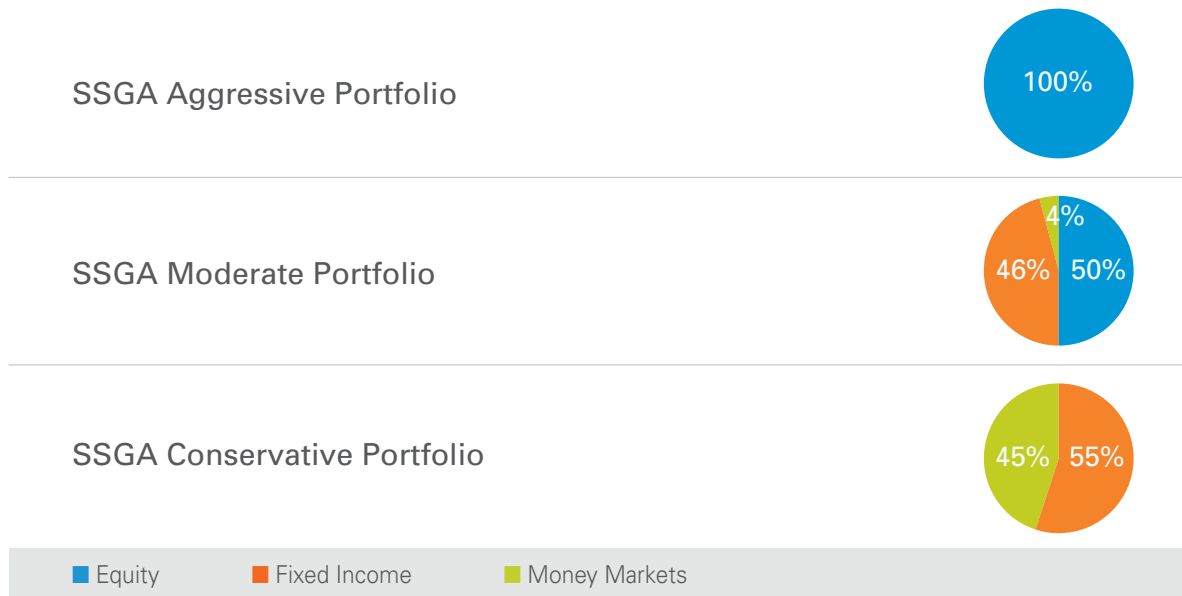 SSGA Aggressive Portfolio
100%
SSGA Moderate Portfolio
4%
46% 50%
SSGA Conservative Portfolio
45% 55%
Equity Fixed Income Money Markets